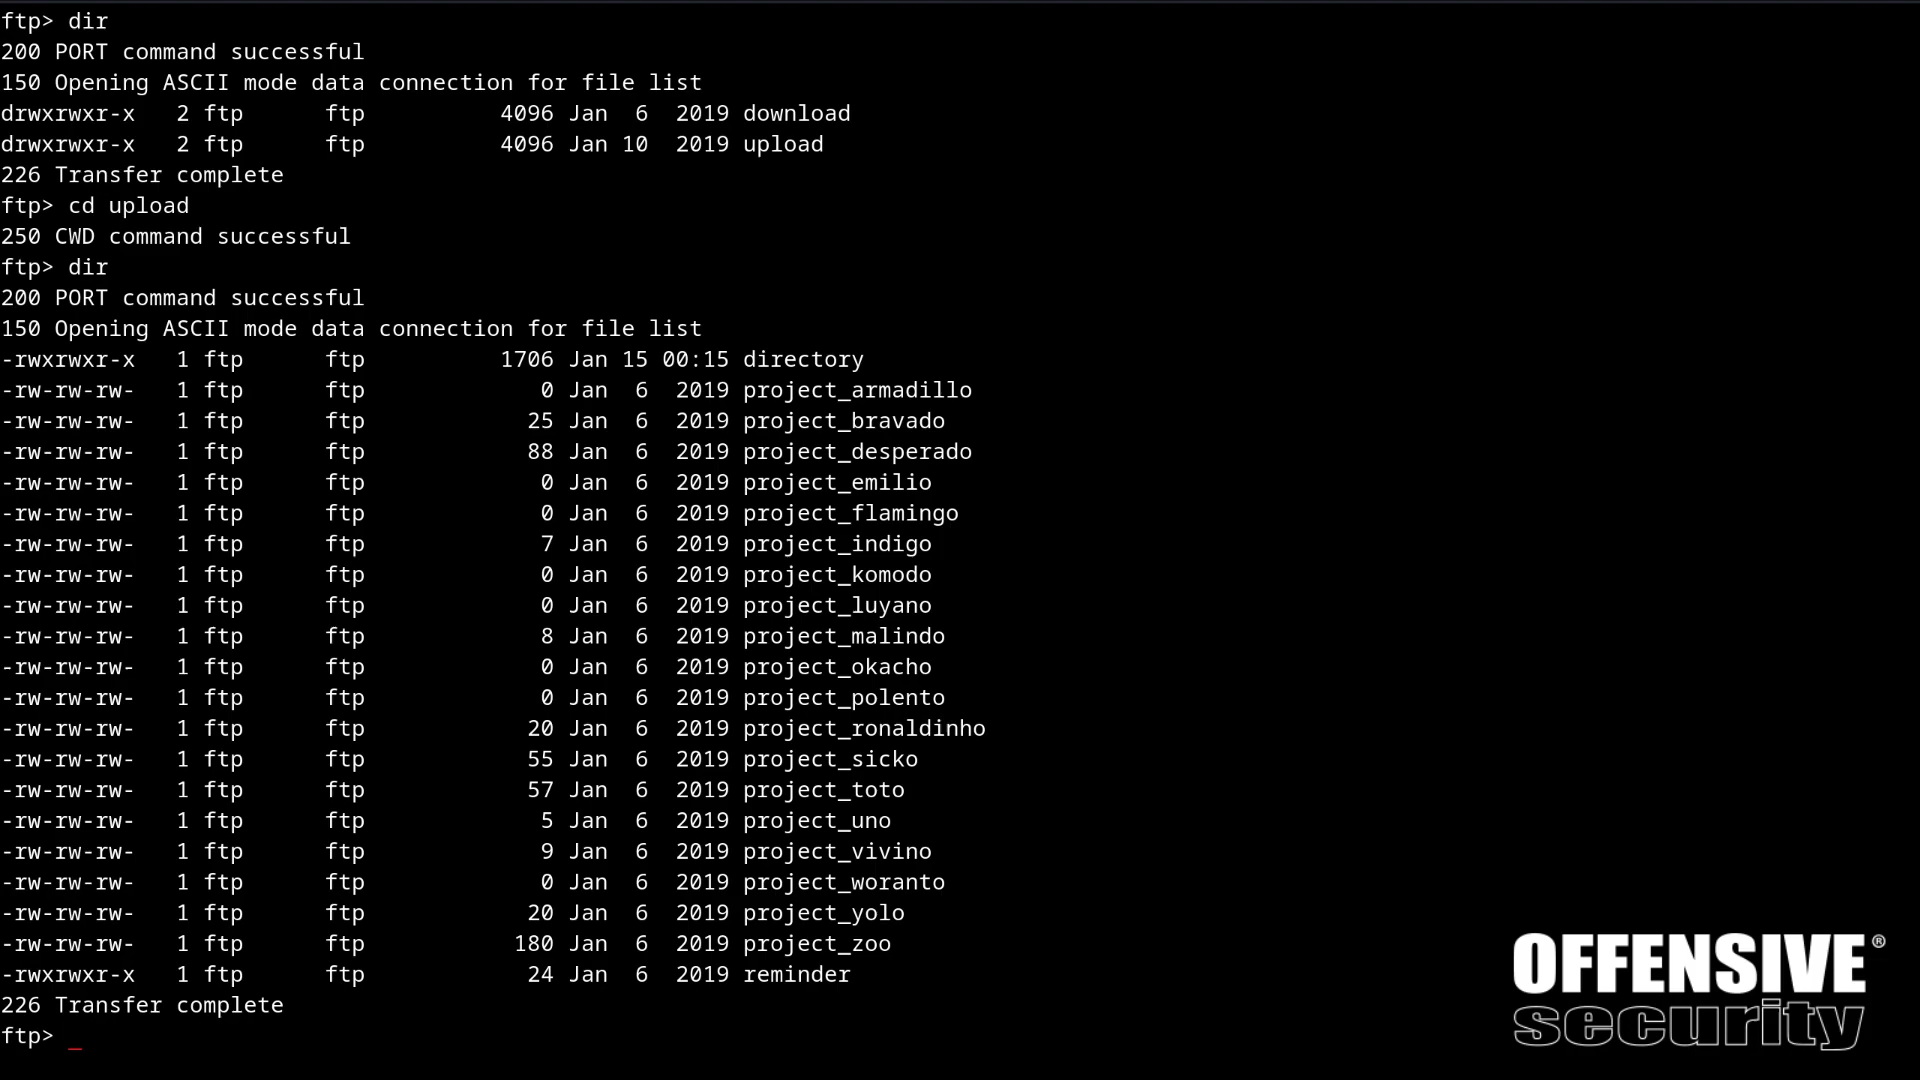 ftp> dir
200 PORT command successful
150 Opening ASCII mode data connection for file list
drwxrwxr-x   2 ftp      ftp          4096 Jan  6  2019 download
drwxrwxr-x   2 ftp      ftp          4096 Jan 10  2019 upload
226 Transfer complete
ftp> cd upload
250 CWD command successful
ftp> dir
200 PORT command successful
150 Opening ASCII mode data connection for file list
-rwxrwxr-x   1 ftp      ftp          1706 Jan 15 00:15 directory
-rw-rw-rw-   1 ftp      ftp             0 Jan  6  2019 project_armadillo
-rw-rw-rw-   1 ftp      ftp            25 Jan  6  2019 project_bravado
-rw-rw-rw-   1 ftp      ftp            88 Jan  6  2019 project_desperado
-rw-rw-rw-   1 ftp      ftp             0 Jan  6  2019 project_emilio
-rw-rw-rw-   1 ftp      ftp             0 Jan  6  2019 project_flamingo
-rw-rw-rw-   1 ftp      ftp             7 Jan  6  2019 project_indigo
-rw-rw-rw-   1 ftp      ftp             0 Jan  6  2019 project_komodo
-rw-rw-rw-   1 ftp      ftp             0 Jan  6  2019 project_luyano
-rw-rw-rw-   1 ftp      ftp             8 Jan  6  2019 project_malindo
-rw-rw-rw-   1 ftp      ftp             0 Jan  6  2019 project_okacho
-rw-rw-rw-   1 ftp      ftp             0 Jan  6  2019 project_polento
-rw-rw-rw-   1 ftp      ftp            20 Jan  6  2019 project_ronaldinho
-rw-rw-rw-   1 ftp      ftp            55 Jan  6  2019 project_sicko
-rw-rw-rw-   1 ftp      ftp            57 Jan  6  2019 project_toto
-rw-rw-rw-   1 ftp      ftp             5 Jan  6  2019 project_uno
-rw-rw-rw-   1 ftp      ftp             9 Jan  6  2019 project_vivino
-rw-rw-rw-   1 ftp      ftp             0 Jan  6  2019 project_woranto
-rw-rw-rw-   1 ftp      ftp            20 Jan  6  2019 project_yolo
-rw-rw-rw-   1 ftp      ftp           180 Jan  6  2019 project_zoo
-rwxrwxr-x   1 ftp      ftp            24 Jan  6  2019 reminder
226 Transfer complete
ftp> _
OFFENSIVE®
security